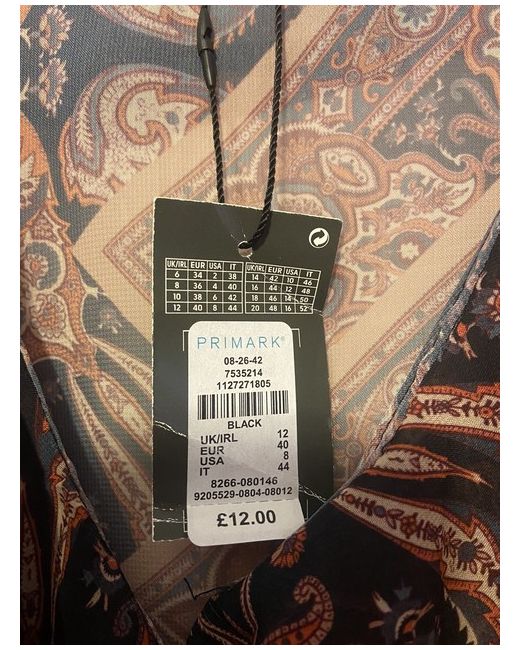 UK/IRL EUR USA IT UK/IRL EUR USA IT
6 34 2 38 14 42 10 46
8 36 4 40 16 44 12 48
10 38 6 42 18 46 14 50
12 40 8 44 20 48 16 52
PRIMARK®
08-26-42
7535214
1127271805
BLACK
UK/IRL 12
EUR 40
USA 8
IT 44
8266-080146
9205529-0804-08012
£12.00